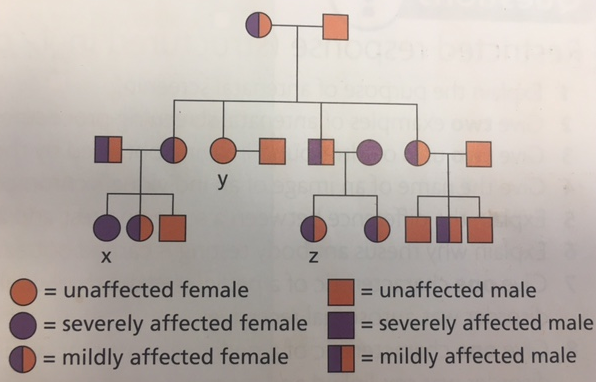 y
x
z
= unaffected female
= unaffected male
= severely affected female
= severely affected male
= mildly affected female
= mildly affected male